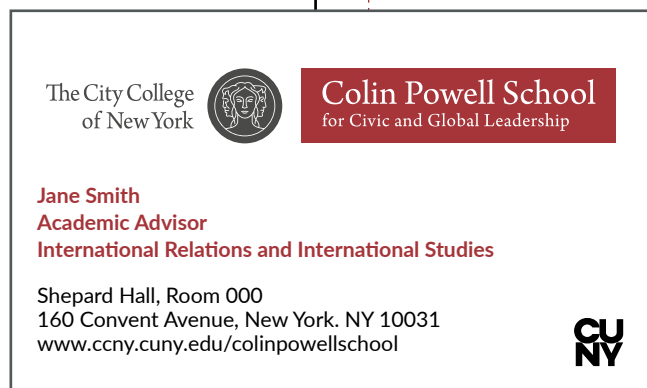 The City College
of New York
Colin Powell School
for Civic and Global Leadership
Jane Smith
Academic Advisor
International Relations and International Studies
Shepard Hall, Room 000
160 Convent Avenue, New York. NY 10031
www.ccny.cuny.edu/colinpowellschool
CU
NY